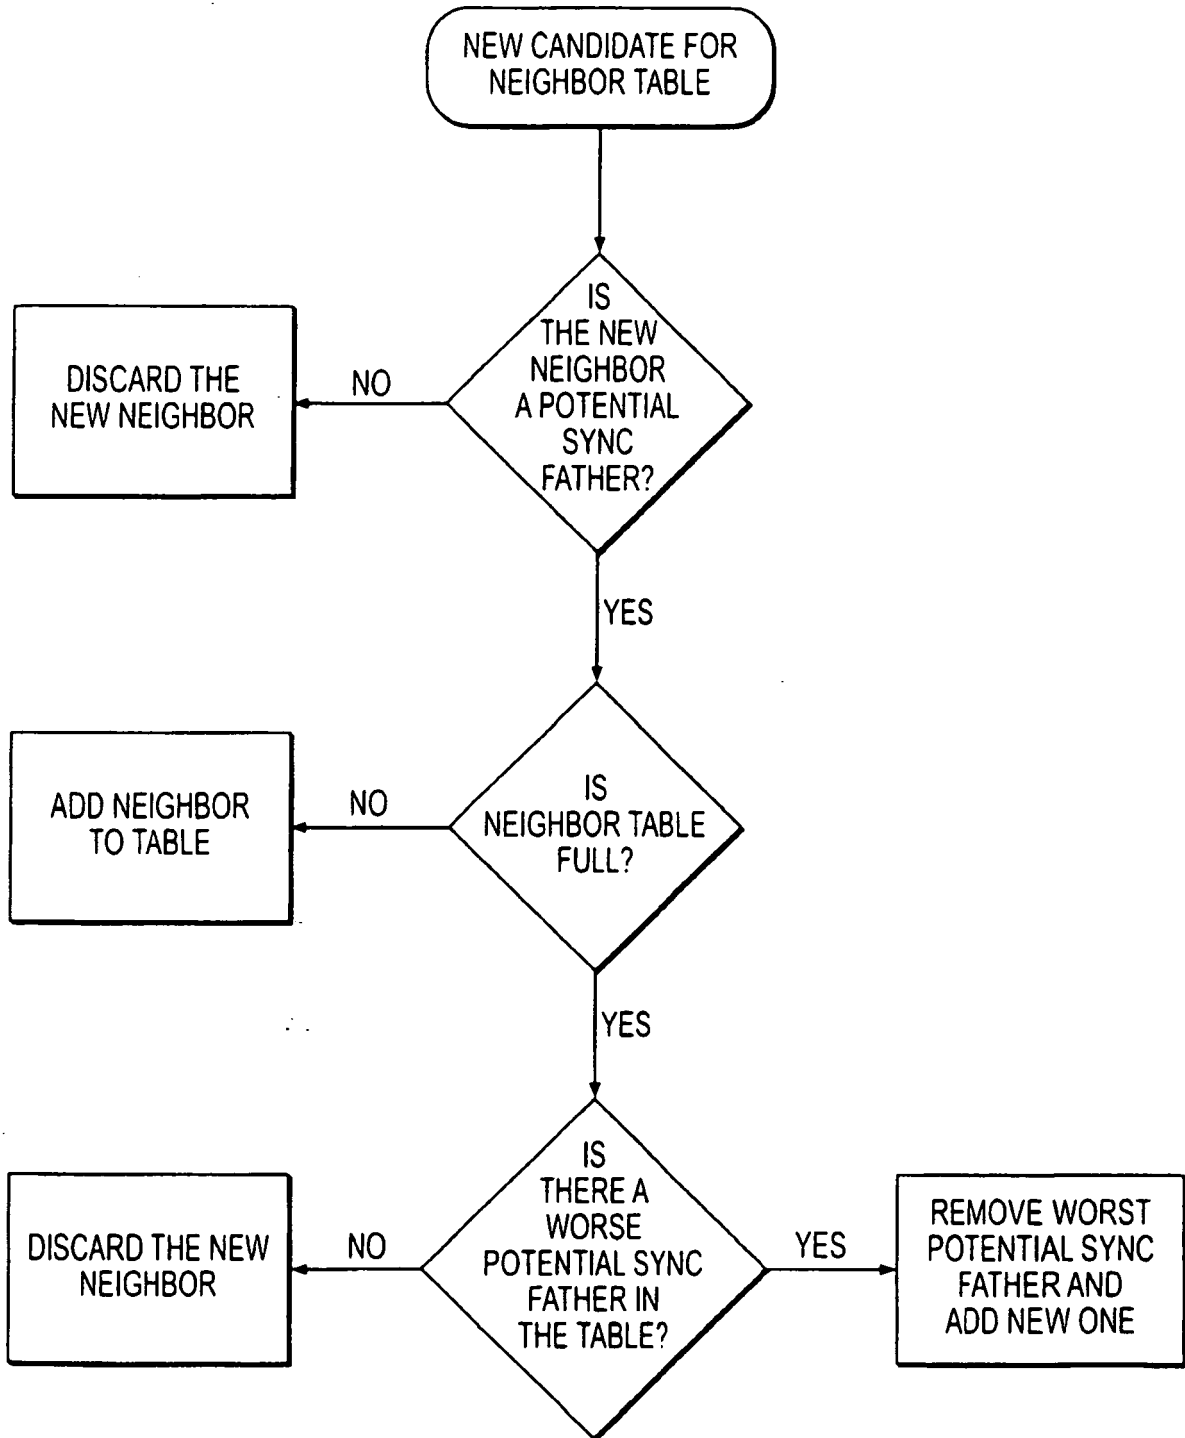 NEW CANDIDATE FOR
NEIGHBOR TABLE
IS
THE NEW
NEIGHBOR
A POTENTIAL
SYNC
FATHER?
NO
DISCARD THE
NEW NEIGHBOR
YES
IS
NEIGHBOR TABLE
FULL?
NO
ADD NEIGHBOR
TO TABLE
YES
IS
THERE A
WORSE
POTENTIAL SYNC
FATHER IN
THE TABLE?
NO
DISCARD THE NEW
NEIGHBOR
YES
REMOVE WORST
POTENTIAL SYNC
FATHER AND
ADD NEW ONE